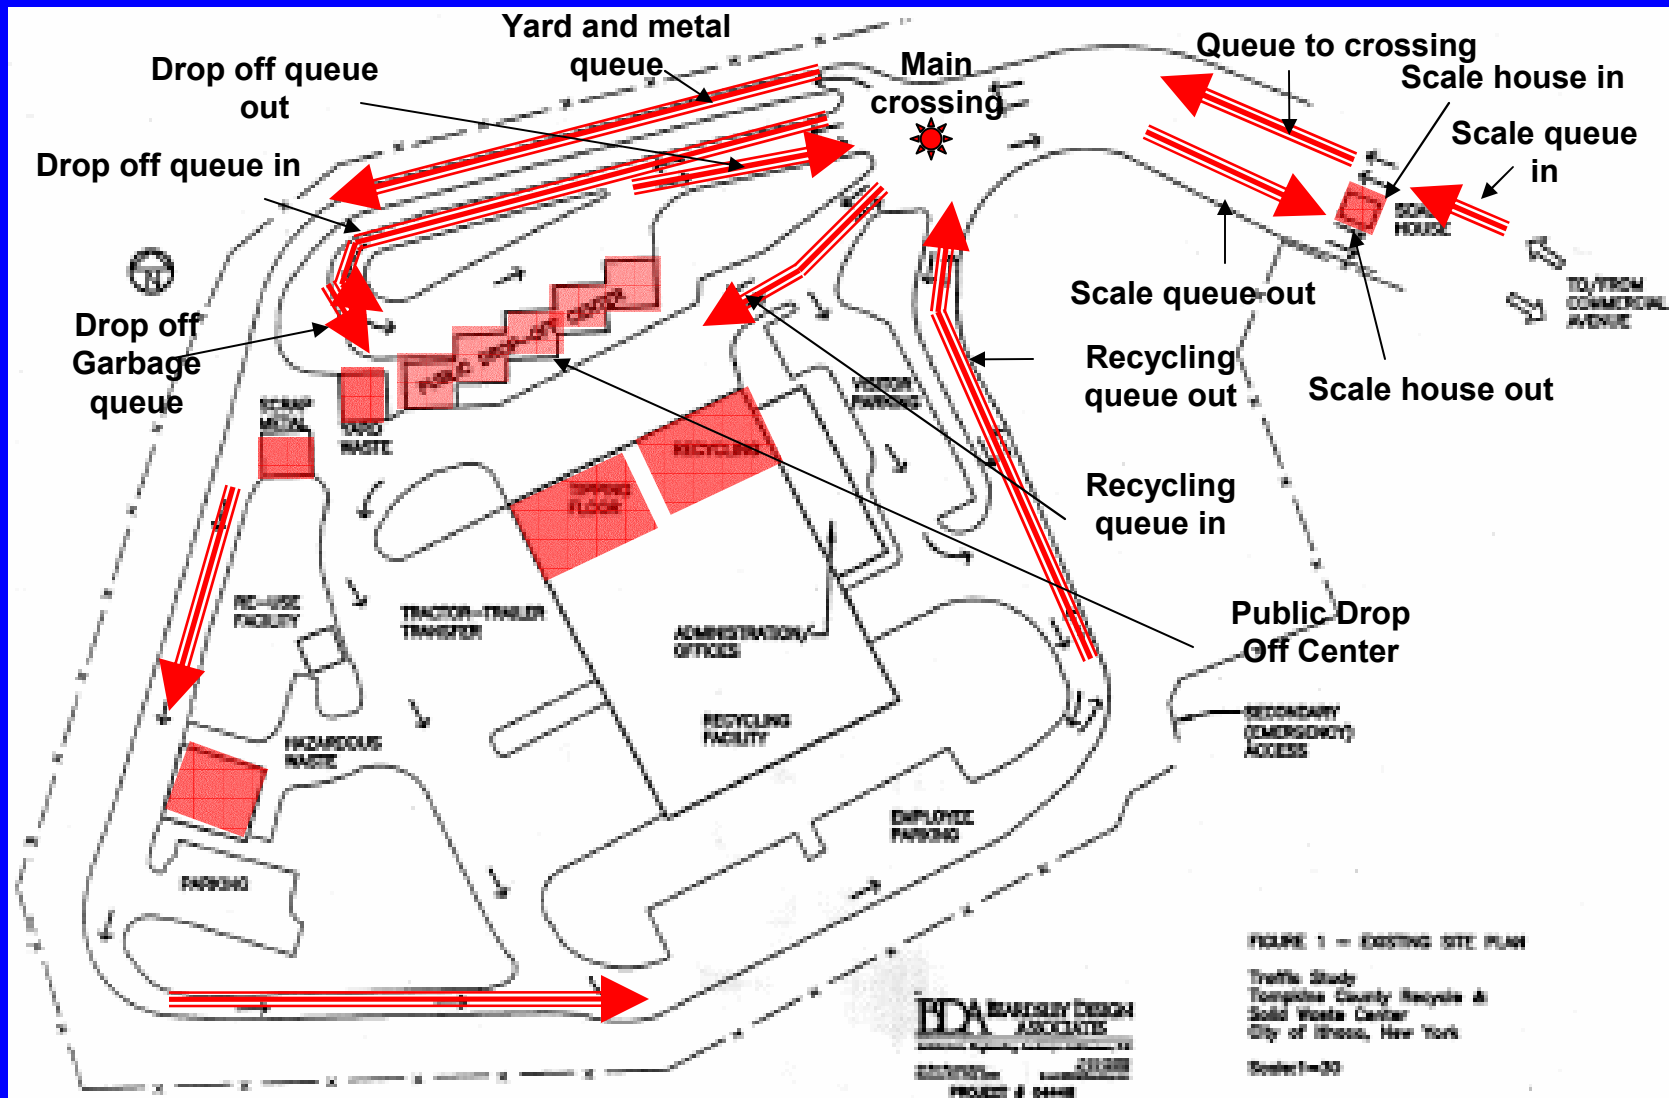 Yard and metal
queue
Drop off queue
out
Main
crossing
Queue to crossing
Scale house in
Scale queue
in
Drop off queue in
SCALE
HOUSE
N
TO/FROM
COMMERCIAL
AVENUE
Scale queue out
Drop off
Garbage
queue
PUBLIC DROP-OFF CENTER
Recycling
queue out
Scale house out
VISITOR
PARKING
SCRAP
METAL
YARD
WASTE
RECYCLING
TIPPING
FLOOR
Recycling
queue in
RE-USE
FACILITY
TRACTOR-TRAILER
TRANSFER
ADMINISTRATION/
OFFICES
Public Drop
Off Center
RECYCLING
FACILITY
SECONDARY
(EMERGENCY)
ACCESS
HAZARDOUS
WASTE
EMPLOYEE
PARKING
PARKING
FIGURE 1 - EXISTING SITE PLAN
Traffic Study
Tompkins County Recycle &
Solid Waste Center
City of Ithaca, New York
Scale:1"=30
BDA BEARDSLEY DESIGN
ASSOCIATES
PROJECT #